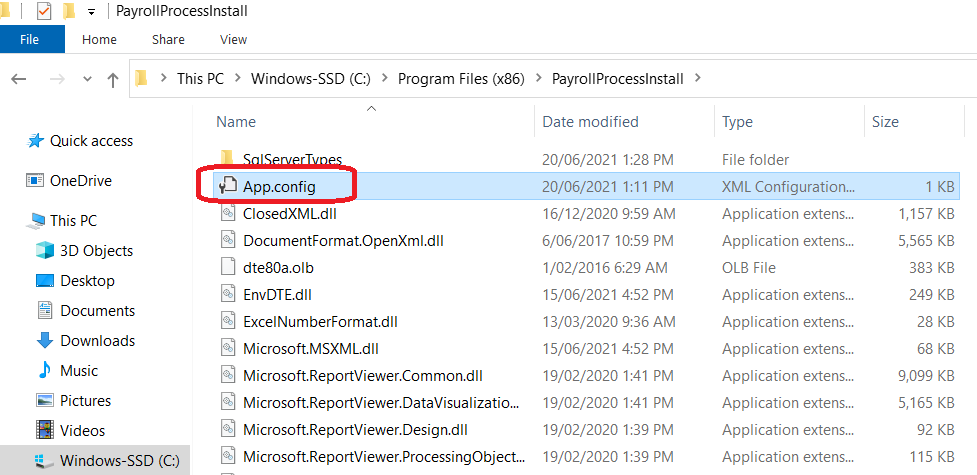 PayrollProcessInstall
File Home Share View
This PC Windows-SSD (C:) Program Files (x86) PayrollProcessInstall
Name Date modified Type Size
Quick access
OneDrive
This PC
3D Objects
Desktop
Documents
Downloads
Music
Pictures
Videos
Windows-SSD (C:)
SqlServerTypes 20/06/2021 1:28 PM File folder
App.config 20/06/2021 1:11 PM XML Configuration... 1 KB
ClosedXML.dll 16/12/2020 9:59 AM Application extens... 1,157 KB
DocumentFormat.OpenXml.dll 6/06/2017 10:59 PM Application extens... 5,565 KB
dte80a.olb 1/02/2016 6:29 AM OLB File 383 KB
EnvDTE.dll 15/06/2021 4:52 PM Application extens... 249 KB
ExcelNumberFormat.dll 13/03/2020 9:36 AM Application extens... 28 KB
Microsoft.MSXML.dll 15/06/2021 4:52 PM Application extens... 68 KB
Microsoft.ReportViewer.Common.dll 19/02/2020 1:41 PM Application extens... 9,099 KB
Microsoft.ReportViewer.DataVisualizatio... 19/02/2020 1:41 PM Application extens... 5,165 KB
Microsoft.ReportViewer.Design.dll 19/02/2020 1:39 PM Application extens... 92 KB
Microsoft.ReportViewer.ProcessingObject... 19/02/2020 1:39 PM Application extens... 115 KB